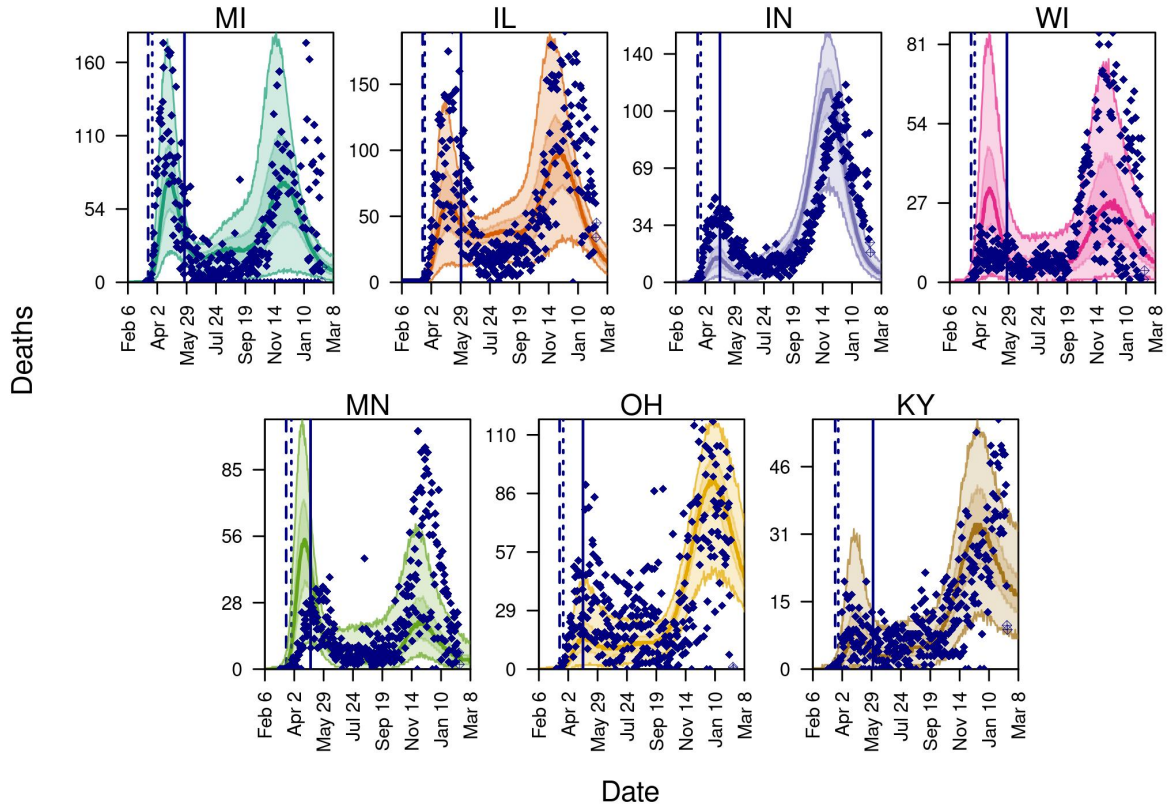 MI IL IN WI
160 150 140 81
110 100 100 54
54 50 69 27
0 0 34 0
0
Feb 6 Apr 2 May 29 Jul 24 Sep 19 Nov 14 Jan 10 Mar 8
Feb 6 Apr 2 May 29 Jul 24 Sep 19 Nov 14 Jan 10 Mar 8
Feb 6 Apr 2 May 29 Jul 24 Sep 19 Nov 14 Jan 10 Mar 8
Feb 6 Apr 2 May 29 Jul 24 Sep 19 Nov 14 Jan 10 Mar 8
Deaths
MN OH KY
85 110 46
56 86 31
28 57 15
0 29 0
0
Feb 6 Apr 2 May 29 Jul 24 Sep 19 Nov 14 Jan 10 Mar 8
Feb 6 Apr 2 May 29 Jul 24 Sep 19 Nov 14 Jan 10 Mar 8
Feb 6 Apr 2 May 29 Jul 24 Sep 19 Nov 14 Jan 10 Mar 8
Date